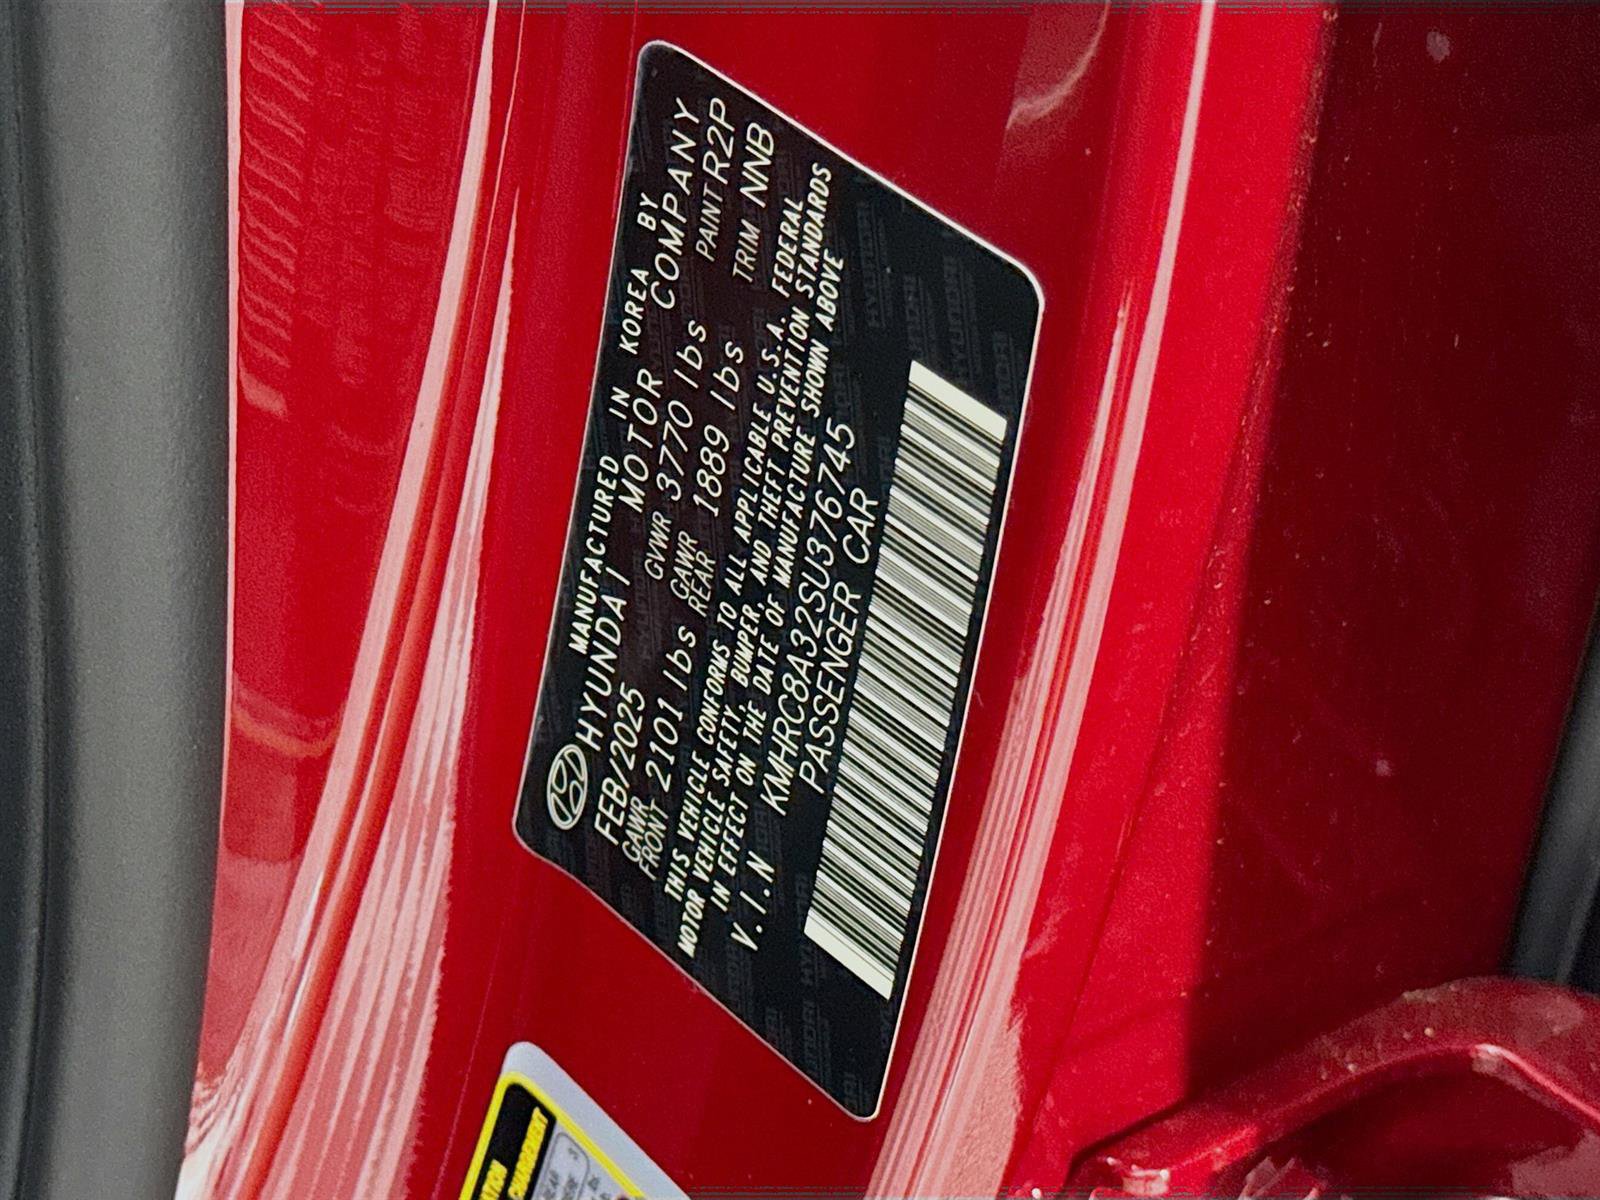 MANUFACTURED IN KOREA BY
HYUNDAI MOTOR COMPANY
FEB/2025 GVWR 3770 lbs PAINT R2P
GAWR FRONT 2101 lbs GAWR REAR 1889 lbs TRIM NNB
THIS VEHICLE CONFORMS TO ALL APPLICABLE U.S.A. FEDERAL
MOTOR VEHICLE SAFETY, BUMPER, AND THEFT PREVENTION STANDARDS
IN EFFECT ON THE DATE OF MANUFACTURE SHOWN ABOVE
V.I.N KMHRC8A32SU376745
PASSENGER CAR